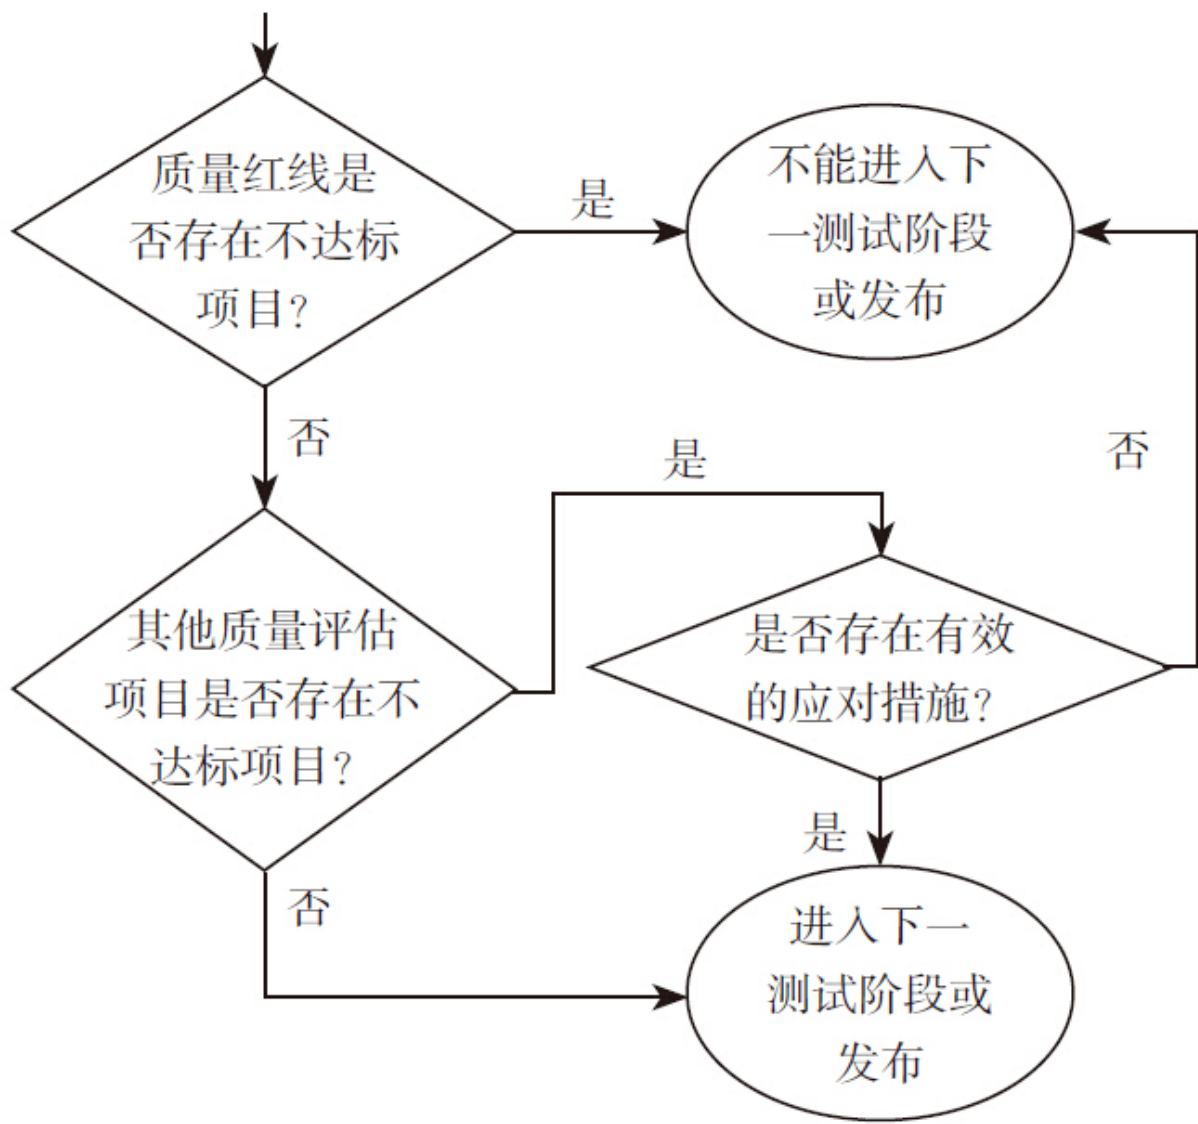 质量红线是
否存在不达标
项目?
是
不能进入下
一测试阶段
或发布
否
是
否
其他质量评估
项目是否存在不
达标项目?
是否存在有效
的应对措施?
是
否
进入下一
测试阶段或
发布